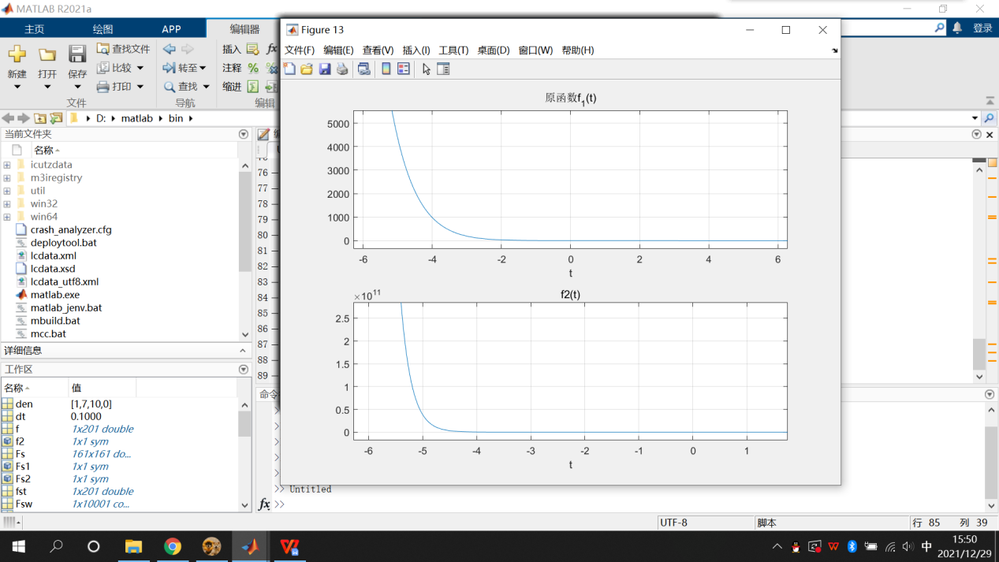 MATLAB R2021a
主页 绘图 APP 编辑器 登录
新建 打开 保存 查找文件 比较 打印 转至 查找 插入 fx 注释 缩进
文件 导航 编辑
D: matlab bin
当前文件夹
名称
icutzdata
m3iregistry
util
win32
win64
crash_analyzer.cfg
deploytool.bat
lcdata.xml
lcdata.xsd
lcdata_utf8.xml
matlab.exe
matlab_jenv.bat
mbuild.bat
mcc.bat
详细信息
工作区
名称 值
den [1,7,10,0]
dt 0.1000
f 1x201 double
f2 1x1 sym
Fs 161x161 do...
Fs1 1x1 sym
Fs2 1x1 sym
fst 1x201 double
Fsw 1x10001 co...
76
77
78
79
80
81
82
83
84
85
86
87
88
89
Figure 13
文件(F) 编辑(E) 查看(V) 插入(I) 工具(T) 桌面(D) 窗口(W) 帮助(H)
原函数f1(t)
5000
4000
3000
2000
1000
0
-6 -4 -2 0 2 4 6
t
×10^11
f2(t)
2.5
2
1.5
1
0.5
0
-6 -5 -4 -3 -2 -1 0 1
t
命令
>> Untitled
fx >>
UTF-8 脚本 行 85 列 39
中
15:50
2021/12/29